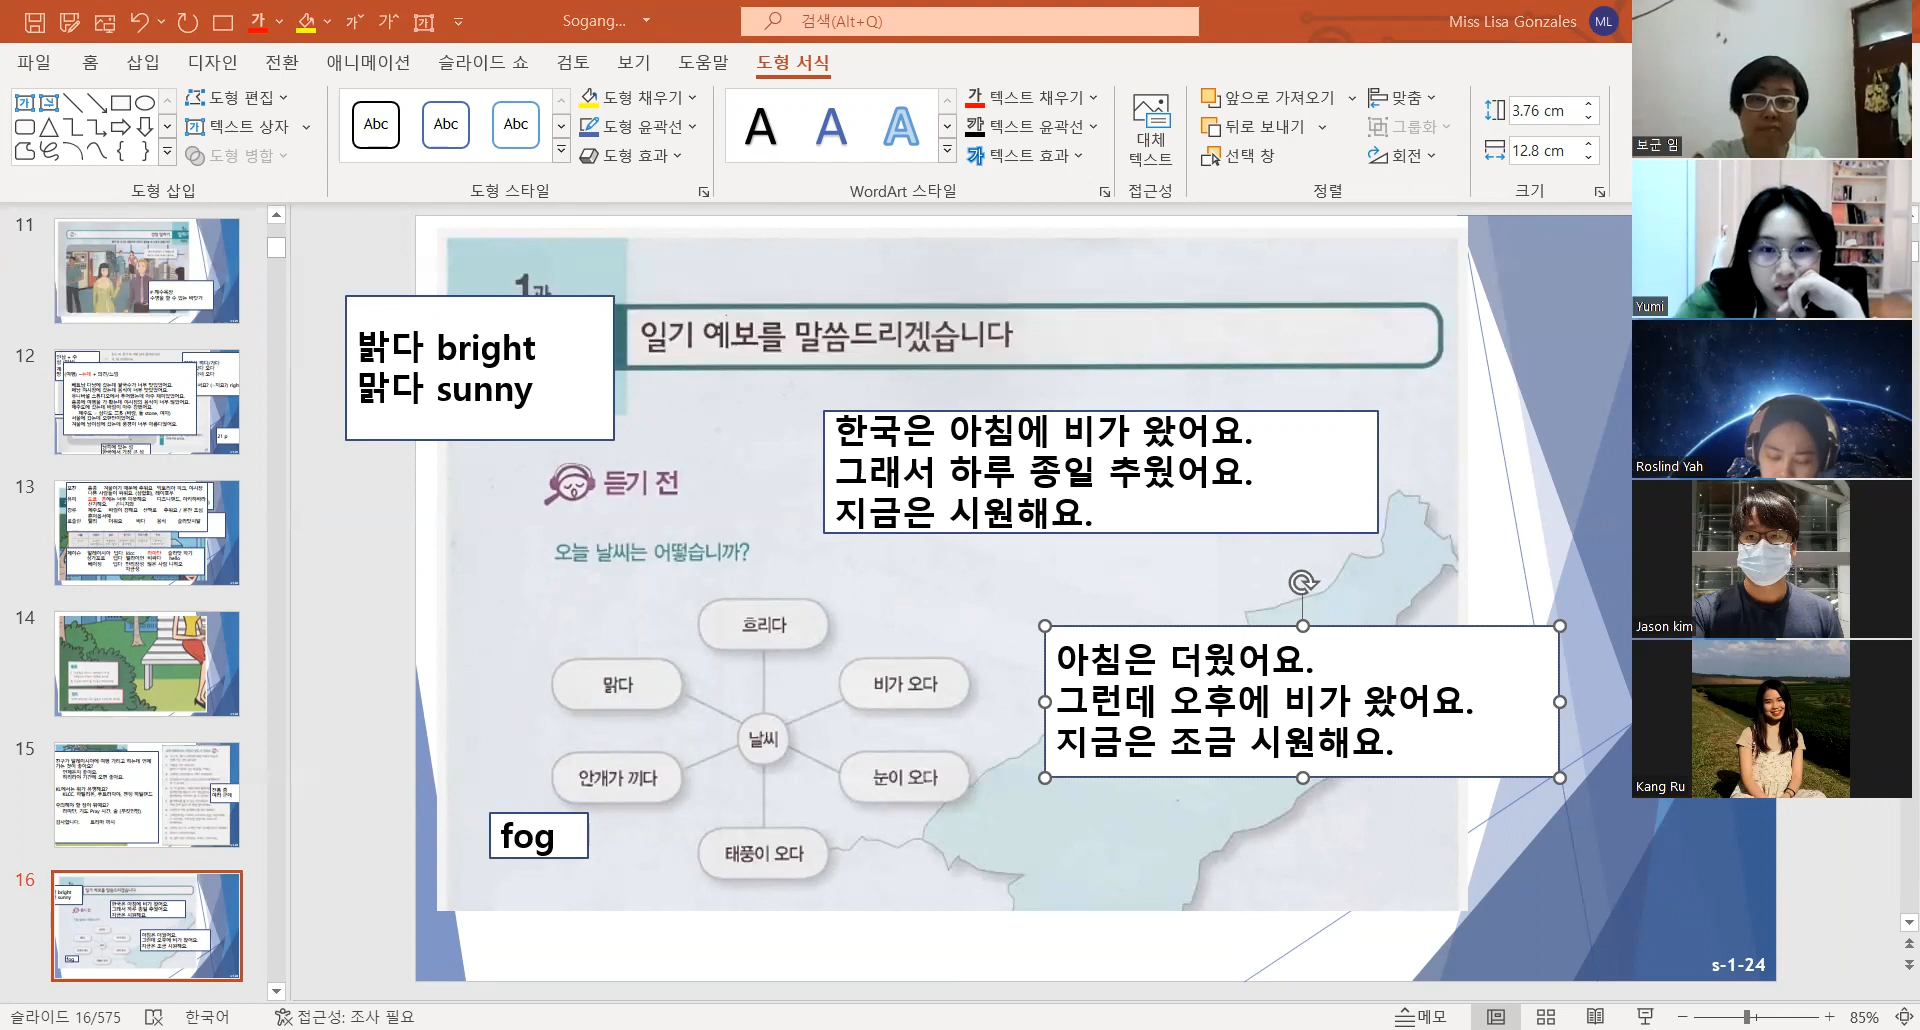 Sogang...
검색(Alt+Q)
Miss Lisa Gonzales
ML
파일
홈
삽입
디자인
전환
애니메이션
슬라이드 쇼
검토
보기
도움말
도형 서식
도형 편집
텍스트 상자
도형 병합
도형 삽입
Abc
Abc
Abc
도형 채우기
도형 윤곽선
도형 효과
도형 스타일
텍스트 채우기
텍스트 윤곽선
텍스트 효과
WordArt 스타일
대체
텍스트
접근성
앞으로 가져오기
뒤로 보내기
선택 창
맞춤
그룹화
회전
정렬
3.76 cm
12.8 cm
크기
11
12
13
14
15
16
1과
밝다 bright
맑다 sunny
일기 예보를 말씀드리겠습니다
한국은 아침에 비가 왔어요.
그래서 하루 종일 추웠어요.
지금은 시원해요.
듣기 전
오늘 날씨는 어떻습니까?
흐리다
맑다
비가 오다
날씨
안개가 끼다
눈이 오다
태풍이 오다
fog
아침은 더웠어요.
그런데 오후에 비가 왔어요.
지금은 조금 시원해요.
s-1-24
보군 임
Yumi
Roslind Yah
Jason kim
Kang Ru
슬라이드 16/575
한국어
접근성: 조사 필요
메모
85%